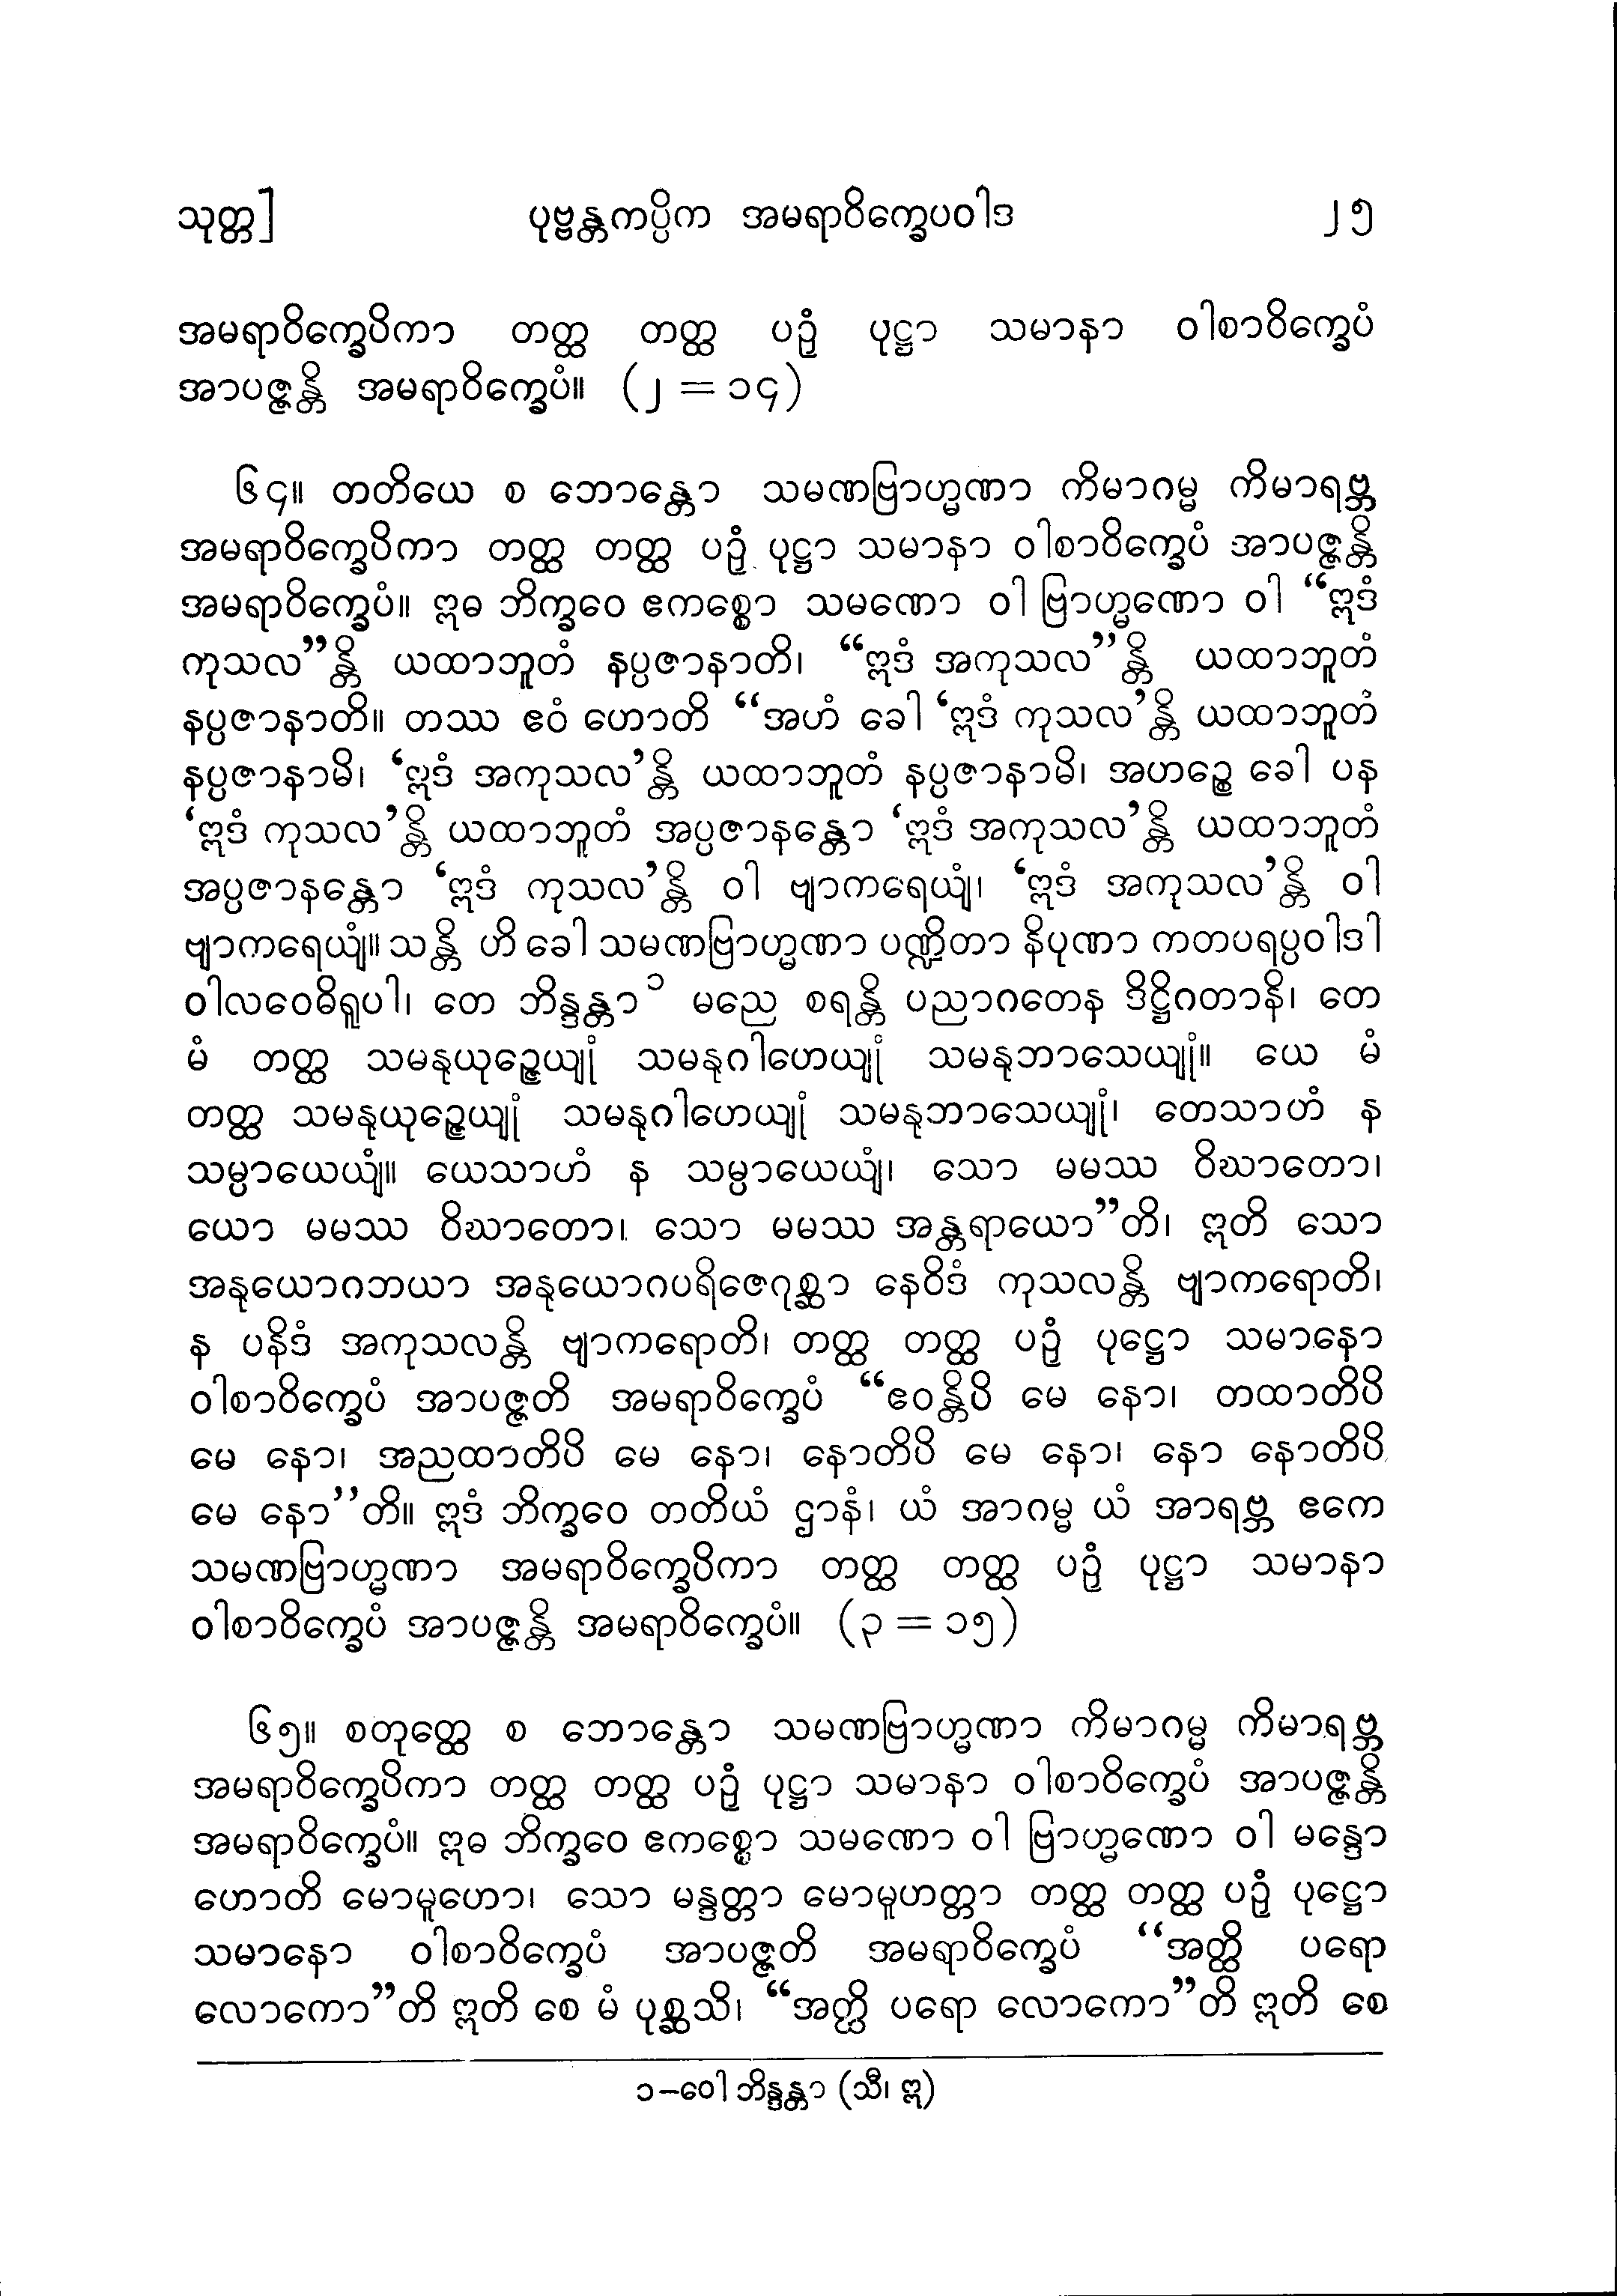 သုတ္တ] ပုဗ္ဗန္တကပ္ပိက အမရာဝိက္ခေပဝါဒ ၂၅
အမရာဝိက္ခေပိကာ တတ္ထ တတ္ထ ပဉှံ ပုဋ္ဌာ သမာနာ ဝါစာဝိက္ခေပံ
အာပဇ္ဇန္တိ အမရာဝိက္ခေပံ။ (၂ = ၁၄)
၆၄။ တတိယေ စ ဘောန္တော သမဏဗြာဟ္မဏာ ကိမာဂမ္မ ကိမာရဗ္ဘ
အမရာဝိက္ခေပိကာ တတ္ထ တတ္ထ ပဉှံ ပုဋ္ဌာ သမာနာ ဝါစာဝိက္ခေပံ အာပဇ္ဇန္တိ
အမရာဝိက္ခေပံ။ ဣဓ ဘိက္ခဝေ ဧကစ္စော သမဏော ဝါ ဗြာဟ္မဏော ဝါ “ဣဒံ
ကုသလ”န္တိ ယထာဘူတံ နပ္ပဇာနာတိ၊ “ဣဒံ အကုသလ”န္တိ ယထာဘူတံ
နပ္ပဇာနာတိ။ တဿ ဧဝံ ဟောတိ “အဟံ ခေါ ‘ဣဒံ ကုသလ’န္တိ ယထာဘူတံ
နပ္ပဇာနာမိ၊ ‘ဣဒံ အကုသလ’န္တိ ယထာဘူတံ နပ္ပဇာနာမိ၊ အဟဉ္စေ ခေါ ပန
‘ဣဒံ ကုသလ’န္တိ ယထာဘူတံ အပ္ပဇာနန္တော ‘ဣဒံ အကုသလ’န္တိ ယထာဘူတံ
အပ္ပဇာနန္တော ‘ဣဒံ ကုသလ’န္တိ ဝါ ဗျာကရေယျံ၊ ‘ဣဒံ အကုသလ’န္တိ ဝါ
ဗျာကရေယျံ။ သန္တိ ဟိ ခေါ သမဏဗြာဟ္မဏာ ပဏ္ဍိတာ နိပုဏာ ကတပရပ္ပဝါဒါ
ဝါလဝေဓိရူပါ၊ တေ ဘိန္ဒန္တာ ၁ မညေ စရန္တိ ပညာဂတေန ဒိဋ္ဌိဂတာနိ၊ တေ
မံ တတ္ထ သမနုယုဉ္ဇေယျုံ သမနုဂါဟေယျုံ သမနုဘာသေယျုံ။ ယေ မံ
တတ္ထ သမနုယုဉ္ဇေယျုံ သမနုဂါဟေယျုံ သမနုဘာသေယျုံ၊ တေသာဟံ န
သမ္ပာယေယျံ။ ယေသာဟံ န သမ္ပာယေယျံ၊ သော မမဿ ဝိဃာတော၊
ယော မမဿ ဝိဃာတော၊ သော မမဿ အန္တရာယော”တိ၊ ဣတိ သော
အနုယောဂဘယာ အနုယောဂပရိဇေဂုစ္ဆာ နေဝိဒံ ကုသလန္တိ ဗျာကရောတိ၊
န ပနိဒံ အကုသလန္တိ ဗျာကရောတိ၊ တတ္ထ တတ္ထ ပဉှံ ပုဋ္ဌော သမာနော
ဝါစာဝိက္ခေပံ အာပဇ္ဇတိ အမရာဝိက္ခေပံ “ဧဝန္တိပိ မေ နော၊ တထာတိပိ
မေ နော၊ အညထာတိပိ မေ နော၊ နောတိပိ မေ နော၊ နော နောတိပိ
မေ နော”တိ။ ဣဒံ ဘိက္ခဝေ တတိယံ ဌာနံ၊ ယံ အာဂမ္မ ယံ အာရဗ္ဘ ဧကေ
သမဏဗြာဟ္မဏာ အမရာဝိက္ခေပိကာ တတ္ထ တတ္ထ ပဉှံ ပုဋ္ဌာ သမာနာ
ဝါစာဝိက္ခေပံ အာပဇ္ဇန္တိ အမရာဝိက္ခေပံ။ (၃ = ၁၅)
၆၅။ စတုတ္ထေ စ ဘောန္တော သမဏဗြာဟ္မဏာ ကိမာဂမ္မ ကိမာရဗ္ဘ
အမရာဝိက္ခေပိကာ တတ္ထ တတ္ထ ပဉှံ ပုဋ္ဌာ သမာနာ ဝါစာဝိက္ခေပံ အာပဇ္ဇန္တိ
အမရာဝိက္ခေပံ။ ဣဓ ဘိက္ခဝေ ဧကစ္စော သမဏော ဝါ ဗြာဟ္မဏော ဝါ မန္ဒော
ဟောတိ မောမူဟော၊ သော မန္ဒတ္တာ မောမူဟတ္တာ တတ္ထ တတ္ထ ပဉှံ ပုဋ္ဌော
သမာနော ဝါစာဝိက္ခေပံ အာပဇ္ဇတိ အမရာဝိက္ခေပံ “အတ္ထိ ပရော
လောကော”တိ ဣတိ စေ မံ ပုစ္ဆသိ၊ “အတ္ထိ ပရော လောကော”တိ ဣတိ စေ
၁–ဝေါ ဘိန္ဒန္တာ (သီ၊ ဣ)